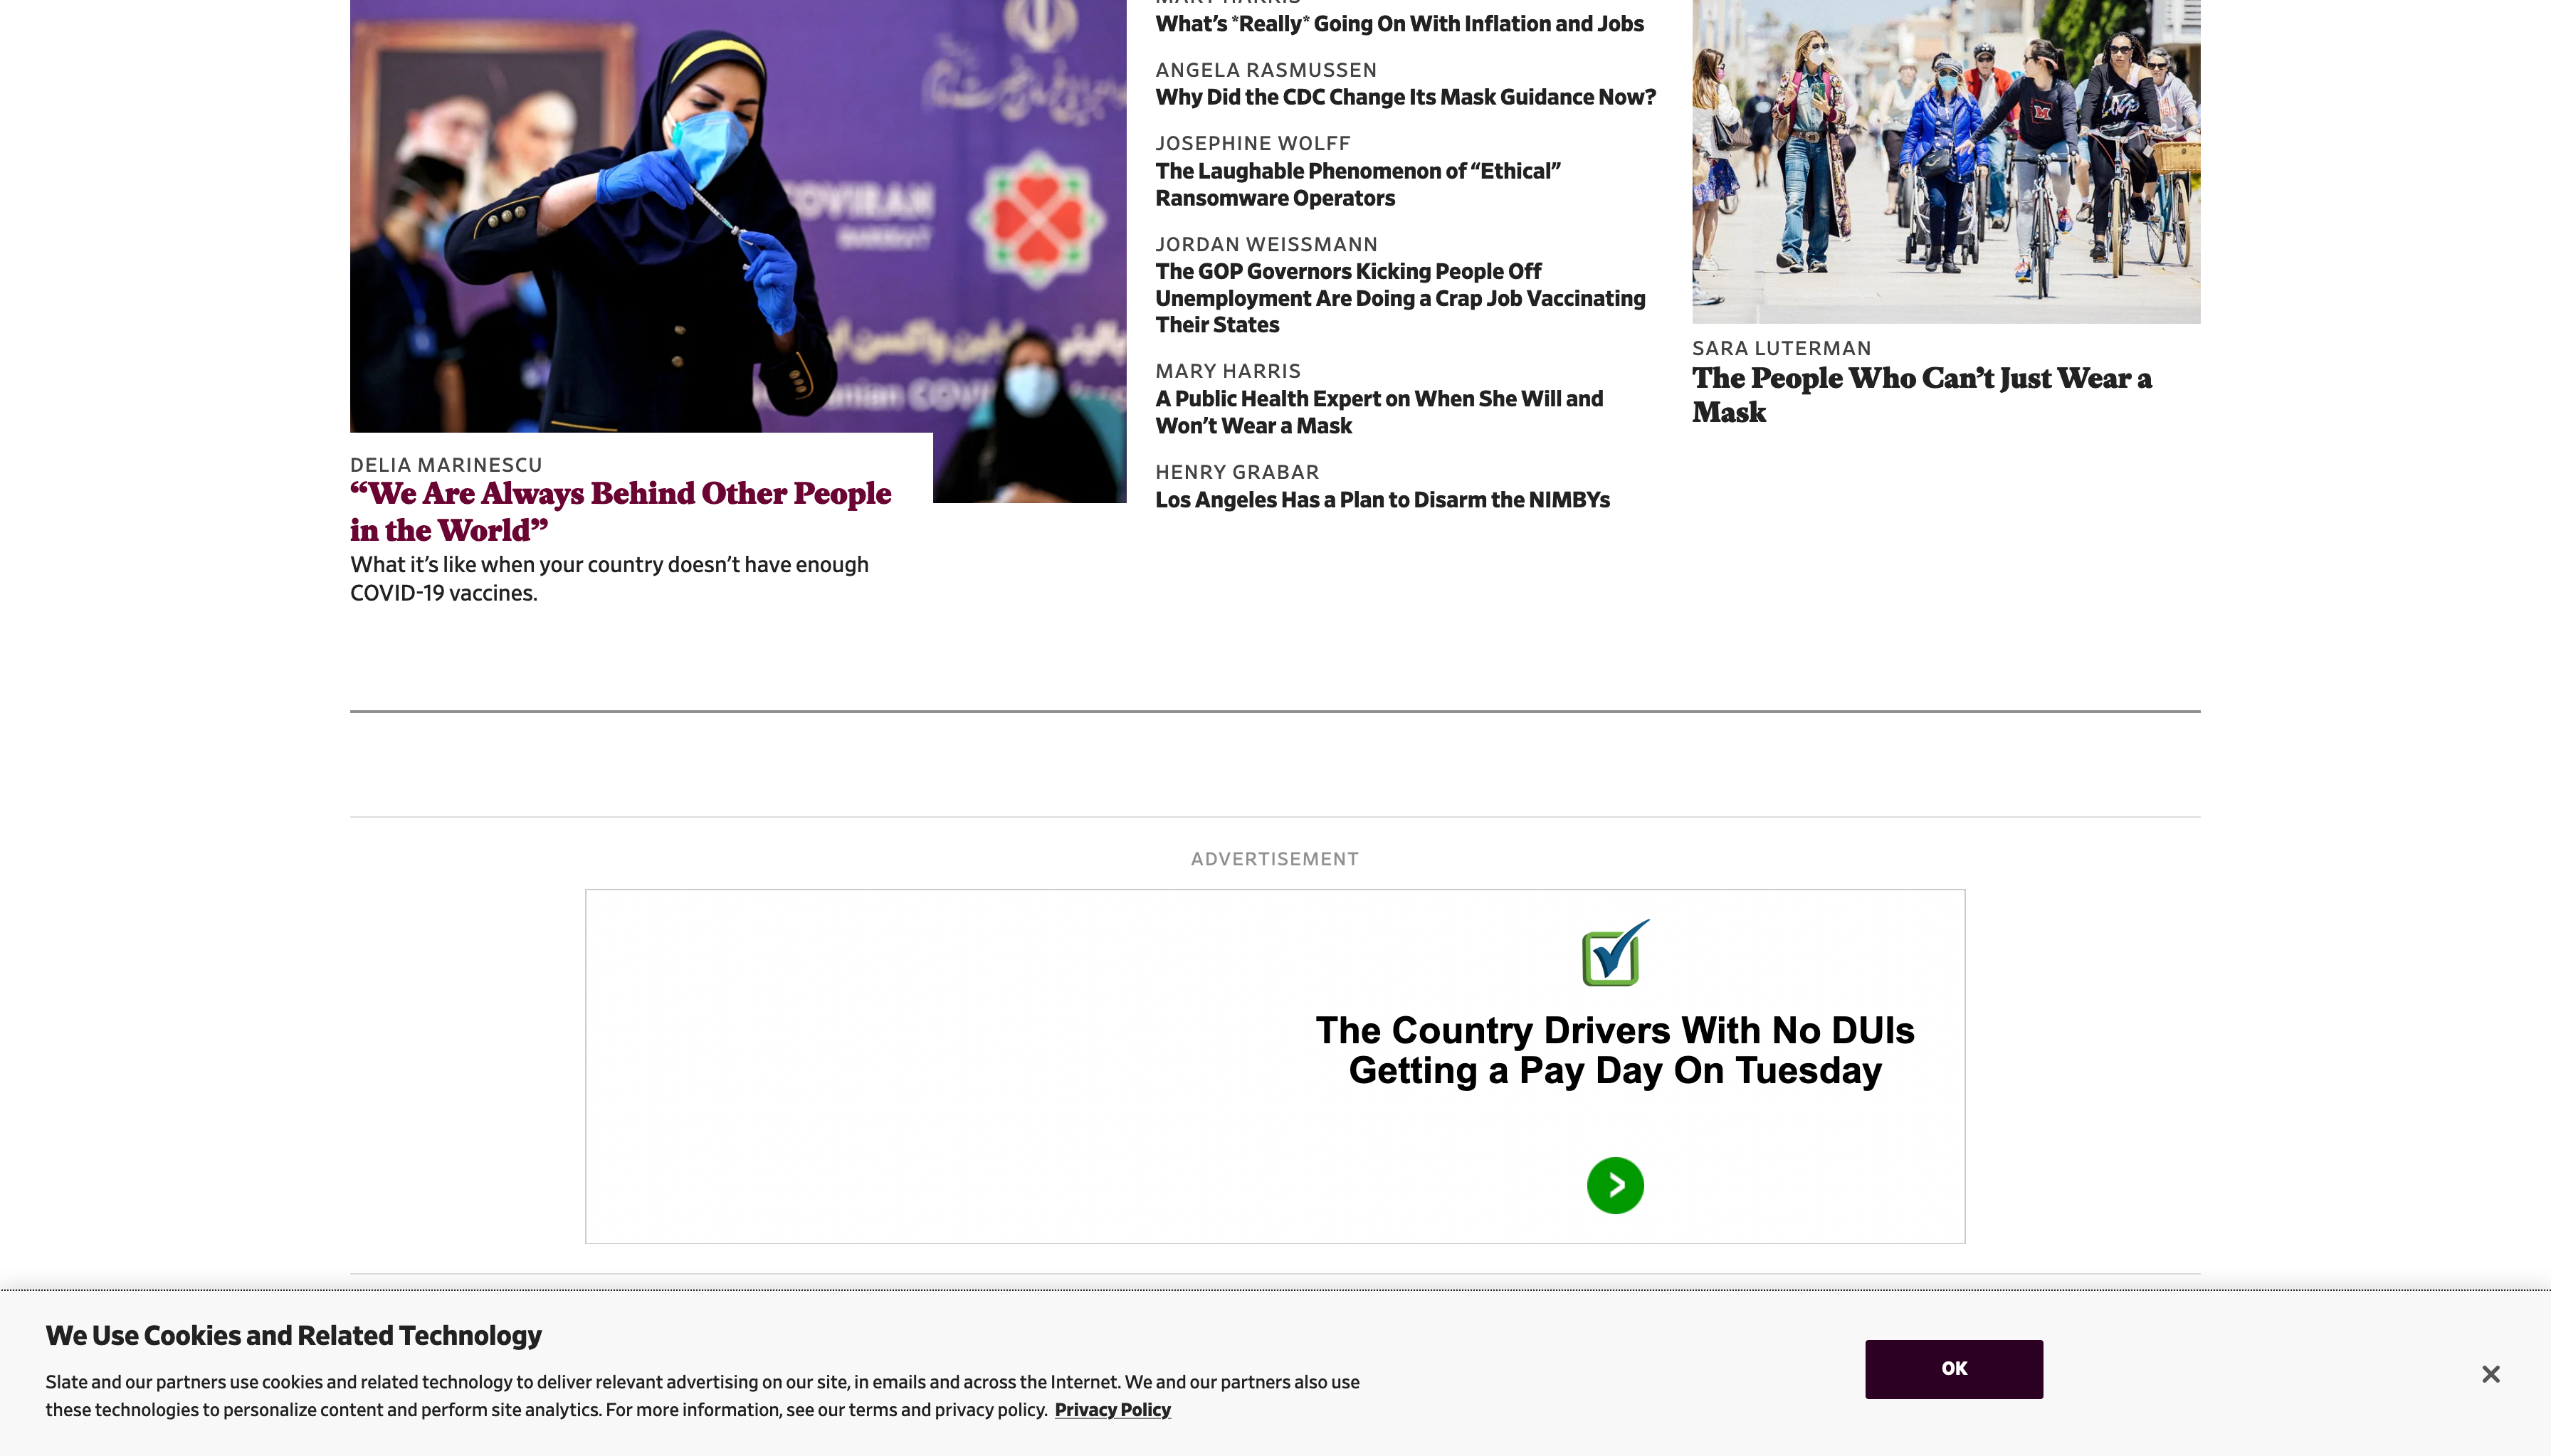 COVIRAN
BAREKAT
DELIA MARINESCU
“We Are Always Behind Other People
in the World”
What it’s like when your country doesn’t have enough
COVID-19 vaccines.
MARY HARRIS
What’s *Really* Going On With Inflation and Jobs
ANGELA RASMUSSEN
Why Did the CDC Change Its Mask Guidance Now?
JOSEPHINE WOLFF
The Laughable Phenomenon of “Ethical”
Ransomware Operators
JORDAN WEISSMANN
The GOP Governors Kicking People Off
Unemployment Are Doing a Crap Job Vaccinating
Their States
MARY HARRIS
A Public Health Expert on When She Will and
Won’t Wear a Mask
HENRY GRABAR
Los Angeles Has a Plan to Disarm the NIMBYs
M
SARA LUTERMAN
The People Who Can’t Just Wear a
Mask
ADVERTISEMENT
The Country Drivers With No DUIs
Getting a Pay Day On Tuesday
We Use Cookies and Related Technology
Slate and our partners use cookies and related technology to deliver relevant advertising on our site, in emails and across the Internet. We and our partners also use
these technologies to personalize content and perform site analytics. For more information, see our terms and privacy policy. Privacy Policy
OK